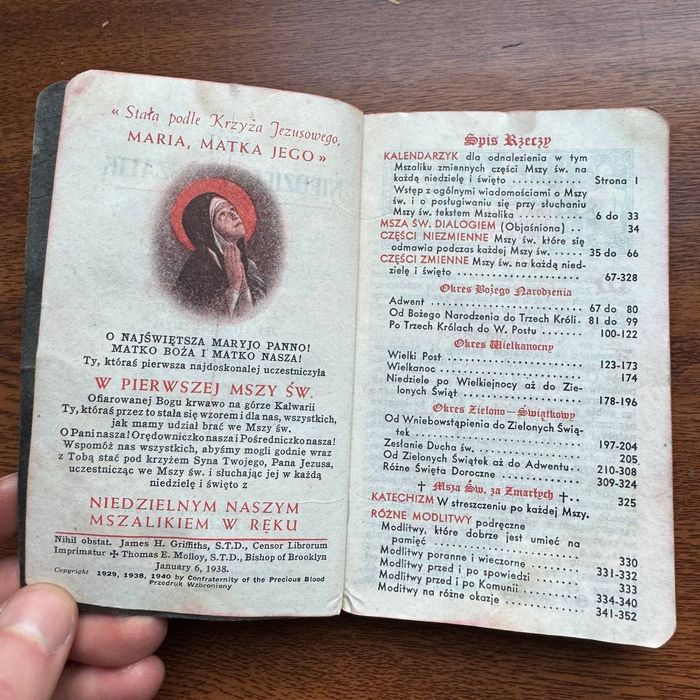 « Stała podle Krzyża Jezusowego,
MARIA, MATKA JEGO »
O NAJŚWIĘTSZA MARYJO PANNO!
MATKO BOŻA I MATKO NASZA!
Ty, któraś pierwsza najdoskonalej uczestniczyła
W PIERWSZEJ MSZY ŚW.
Ofiarowanej Bogu krwawo na górze Kalwarii
Ty, któraś przez to stała się wzorem i dla nas, wszystkich,
jak mamy udział brać we Mszy św.
O Pani nasza! Orędowniczko nasza i Pośredniczko nasza!
Wspomóż nas wszystkich, abyśmy mogli godnie wraz
z Tobą stać pod krzyżem Syna Twojego, Pana Jezusa,
uczestnicząc we Mszy św. i słuchając jej w każdą
niedzielę i święto z
NIEDZIELNYM NASZYM
MSZALIKIEM W RĘKU
Nihil obstat. James H. Griffiths, S.T.D., Censor Librorum
Imprimatur ✠ Thomas E. Molloy, S.T.D., Bishop of Brooklyn
January 6, 1938.
Copyright 1929, 1938, 1940 by Confraternity of the Precious Blood
Przedruk Wzbroniony
Spis Rzeczy
KALENDARZYK dla odnalezienia w tym
Mszaliku zmiennych części Mszy św. na
każdą niedzielę i święto .............. Strona 1
Wstęp z ogólnymi wiadomościami o Mszy
św. i o posługiwaniu się przy słuchaniu
Mszy św. tekstem Mszalika ............ 6 do 33
MSZA ŚW. DIALOGIEM (Objaśniona) .. 34
CZĘŚCI NIEZMIENNE Mszy św. które się
odmawia podczas każdej Mszy św. ..... 35 do 66
CZĘŚCI ZMIENNE Mszy św. na każdą nied-
zielę i święto ........................ 67-328
Okres Bożego Narodzenia
Adwent ............................ 67 do 80
Od Bożego Narodzenia do Trzech Króli. 81 do 99
Po Trzech Królach do W. Postu ........ 100-122
Okres Wielkanocny
Wielki Post .......................... 123-173
Wielkanoc ........................... 174
Niedziele po Wielkiejnocy aż do Zie-
lonych Świąt ........................ 178-196
Okres Zielono—Świątkowy
Od Wniebowstąpienia do Zielonych Świą-
tek ................................. 197-204
Zesłanie Ducha św. ................... 205
Od Zielonych Świątek aż do Adwentu .. 210-308
Różne Święta Doroczne ............... 309-324
✝ Msza Św. za Zmarłych ✝ .. 325
KATECHIZM W streszczeniu po każdej Mszy.
RÓŻNE MODLITWY podręczne
Modlitwy, które dobrze jest umieć na
pamięć .............................. 330
Modlitwy poranne i wieczorne ......... 331-332
Modlitwy przed i po spowiedzi ........ 333
Modlitwy przed i po Komunii .......... 334-340
Moditwy na różne okazje .............. 341-352